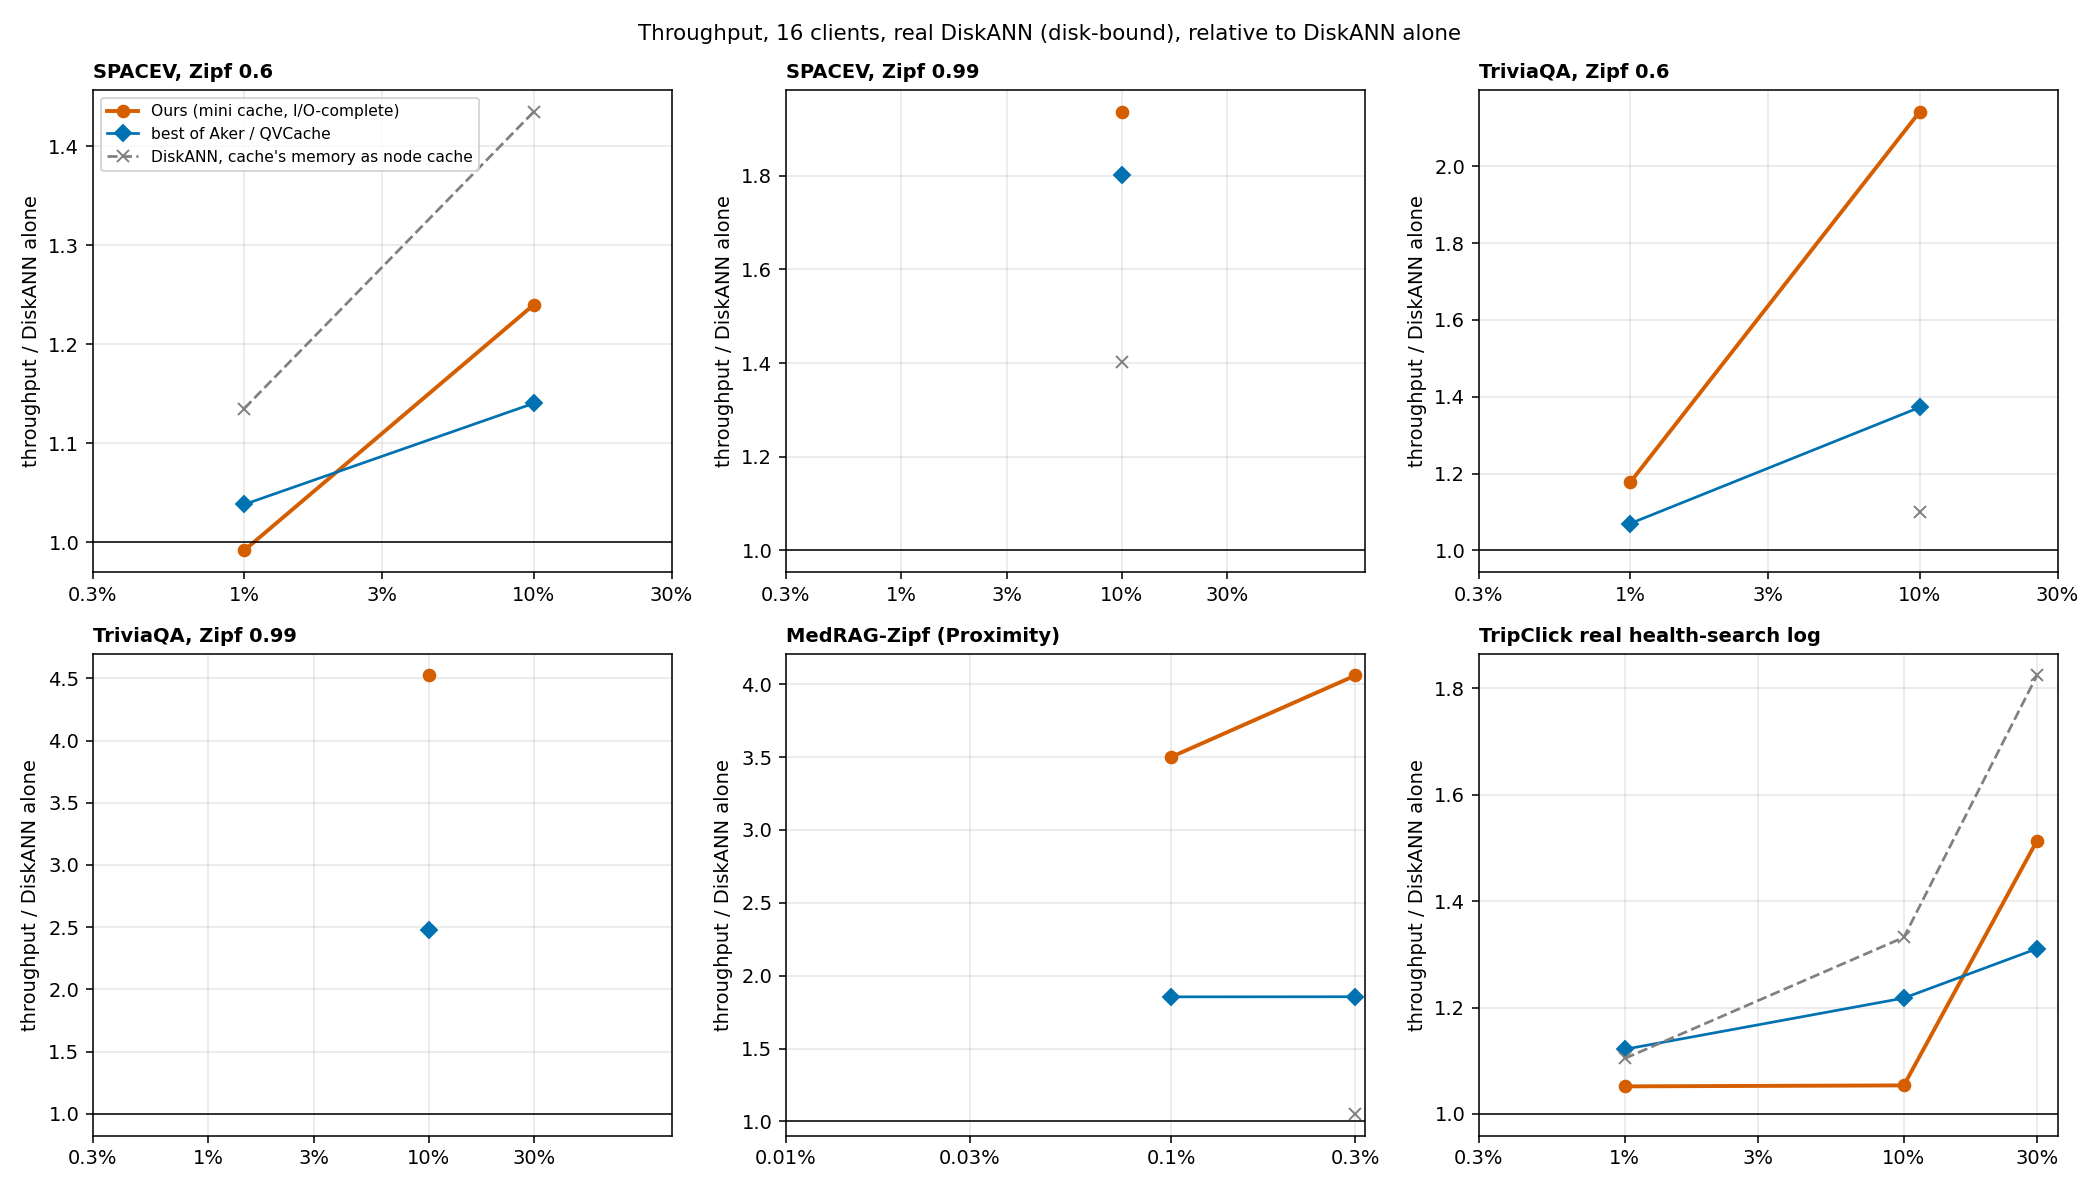 Throughput, 16 clients, real DiskANN (disk-bound), relative to DiskANN alone
SPACEV, Zipf 0.6
Ours (mini cache, I/O-complete)
best of Aker / QVCache
DiskANN, cache's memory as node cache
throughput / DiskANN alone
1.4
1.3
1.2
1.1
1.0
0.3% 1% 3% 10% 30%
SPACEV, Zipf 0.99
throughput / DiskANN alone
1.8
1.6
1.4
1.2
1.0
0.3% 1% 3% 10% 30%
TriviaQA, Zipf 0.6
throughput / DiskANN alone
2.0
1.8
1.6
1.4
1.2
1.0
0.3% 1% 3% 10% 30%
TriviaQA, Zipf 0.99
throughput / DiskANN alone
4.5
4.0
3.5
3.0
2.5
2.0
1.5
1.0
0.3% 1% 3% 10% 30%
MedRAG-Zipf (Proximity)
throughput / DiskANN alone
4.0
3.5
3.0
2.5
2.0
1.5
1.0
0.01% 0.03% 0.1% 0.3%
TripClick real health-search log
throughput / DiskANN alone
1.8
1.6
1.4
1.2
1.0
0.3% 1% 3% 10% 30%